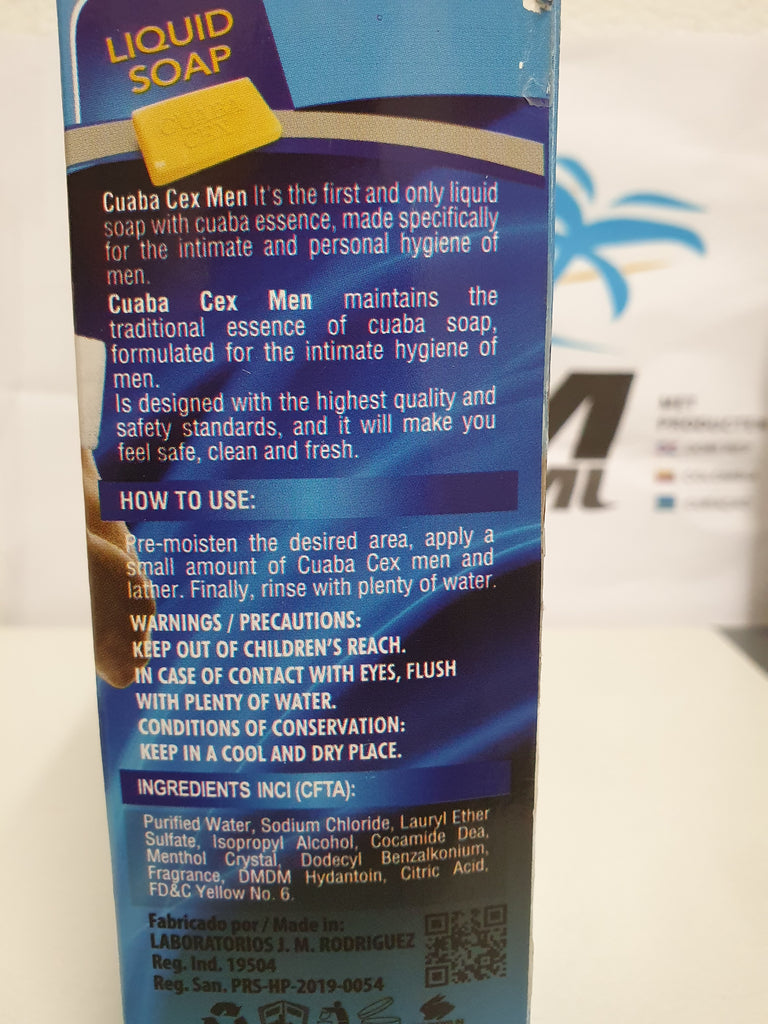 LIQUID
SOAP
Cuaba Cex Men It's the first and only liquid
soap with cuaba essence, made specifically
for the intimate and personal hygiene of
men.
Cuaba Cex Men maintains the
traditional essence of cuaba soap,
formulated for the intimate hygiene of
men.
Is designed with the highest quality and
safety standards, and it will make you
feel safe, clean and fresh.
HOW TO USE:
Pre-moisten the desired area, apply a
small amount of Cuaba Cex men and
lather. Finally, rinse with plenty of water.
WARNINGS / PRECAUTIONS:
KEEP OUT OF CHILDREN'S REACH.
IN CASE OF CONTACT WITH EYES, FLUSH
WITH PLENTY OF WATER.
CONDITIONS OF CONSERVATION:
KEEP IN A COOL AND DRY PLACE.
INGREDIENTS INCI (CFTA):
Purified Water, Sodium Chloride, Lauryl Ether
Sulfate, Isopropyl Alcohol, Cocamide Dea,
Menthol Crystal, Dodecyl Benzalkonium,
Fragrance, DMDM Hydantoin, Citric Acid,
FD&C Yellow No. 6.
Fabricado por / Made in:
LABORATORIOS J. M. RODRIGUEZ
Reg. Ind. 19504
Reg. San. PRS-HP-2019-0054
MET
PRODUCTEN